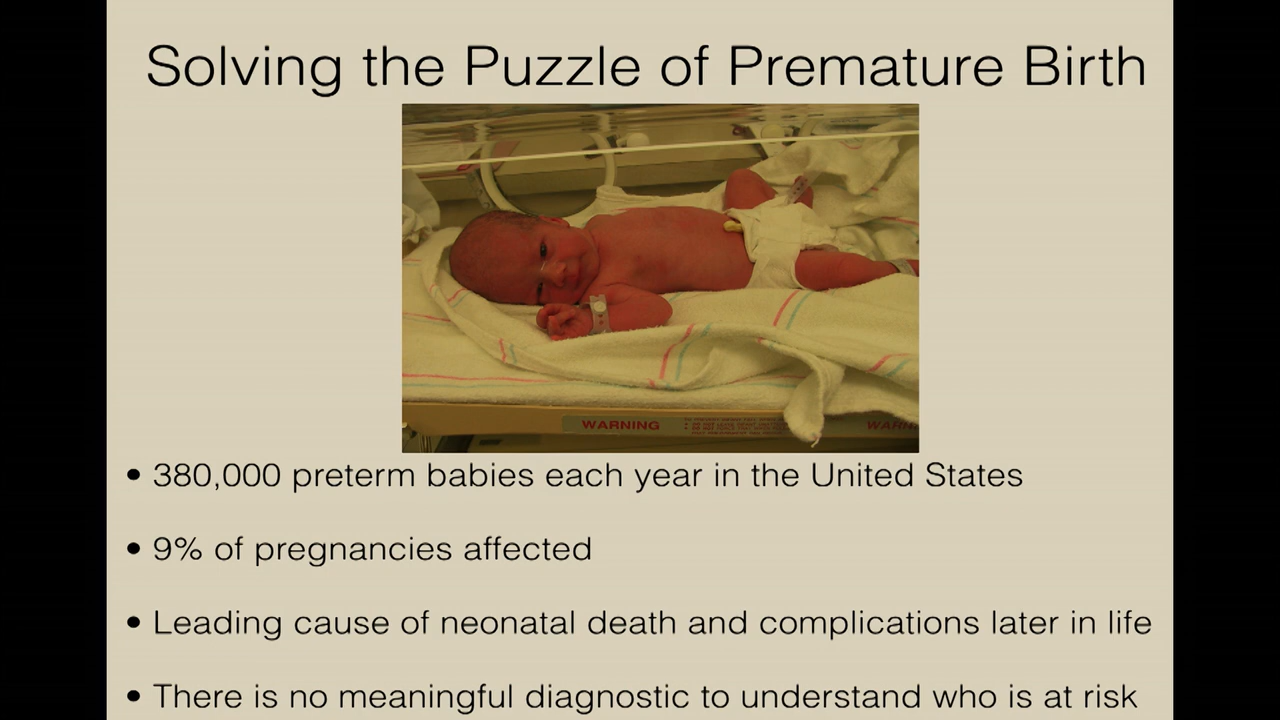 Solving the Puzzle of Premature Birth
WARNING
• 380,000 preterm babies each year in the United States
• 9% of pregnancies affected
• Leading cause of neonatal death and complications later in life
• There is no meaningful diagnostic to understand who is at risk